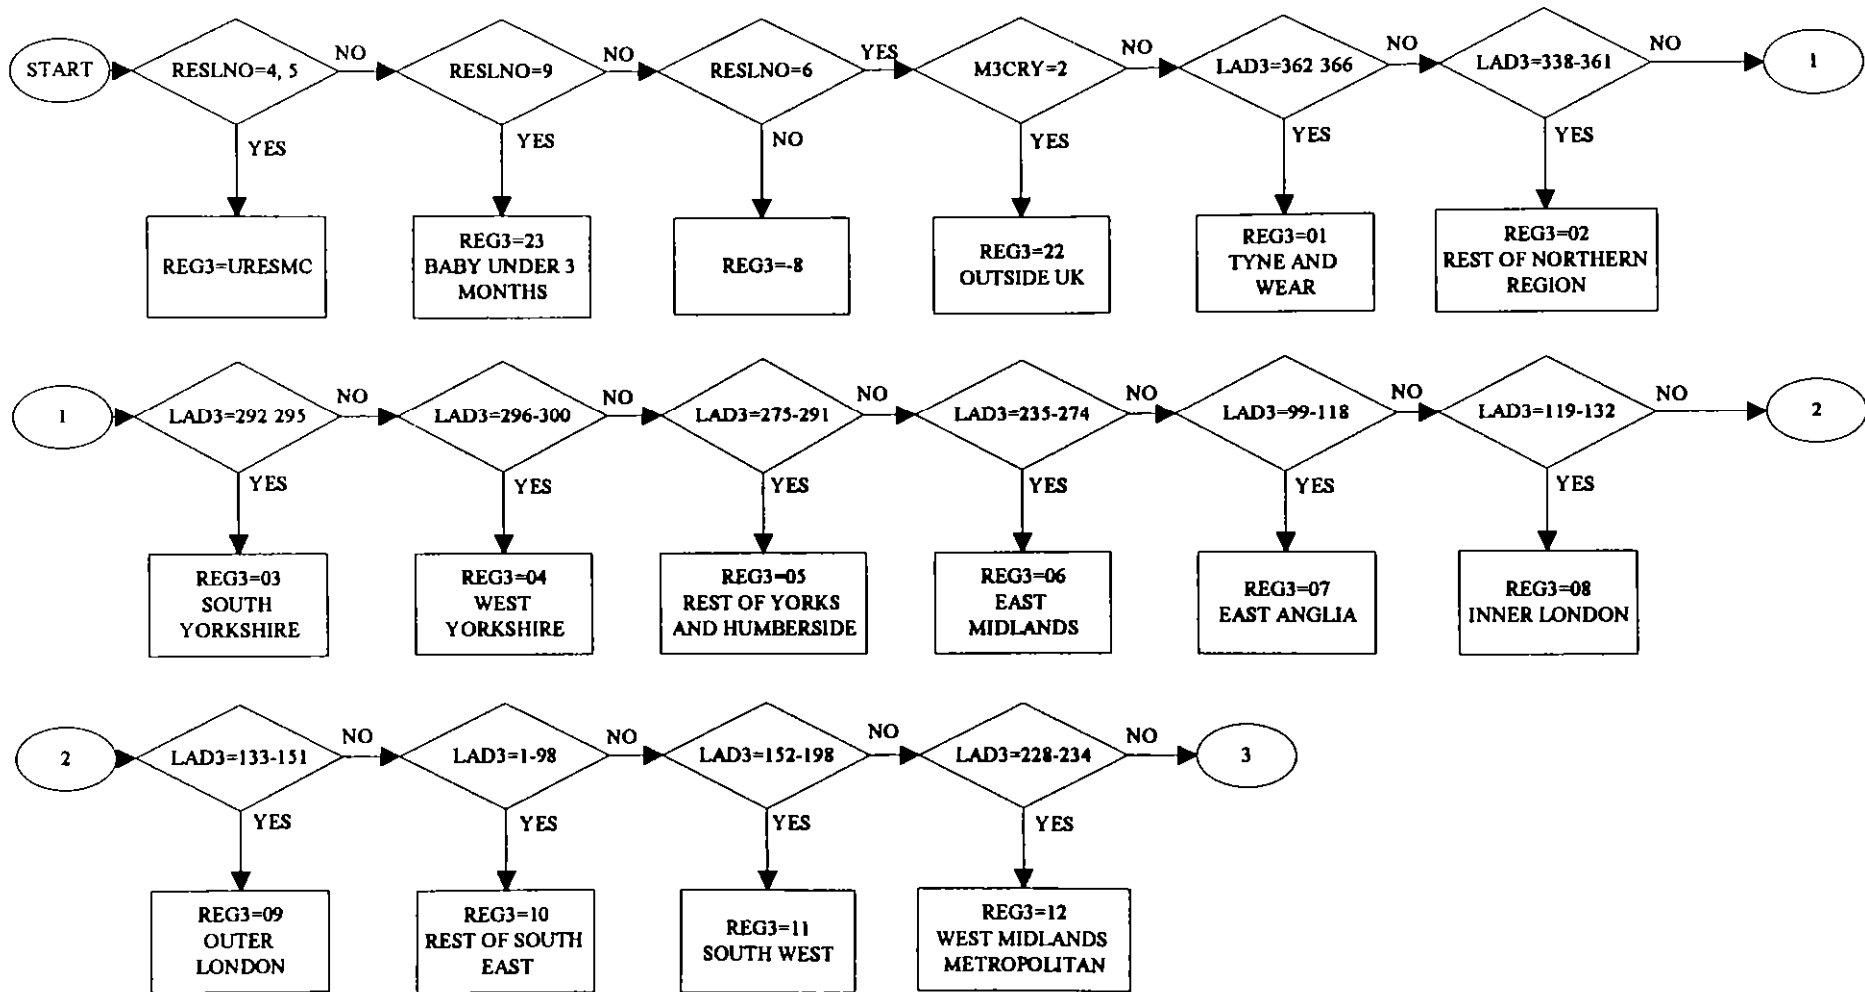 START
RESLNO=4, 5
NO
YES
REG3=URESMC
RESLNO=9
NO
YES
REG3=23
BABY UNDER 3
MONTHS
RESLNO=6
YES
NO
REG3=-8
M3CRY=2
NO
YES
REG3=22
OUTSIDE UK
LAD3=362 366
NO
YES
REG3=01
TYNE AND
WEAR
LAD3=338-361
NO
YES
REG3=02
REST OF NORTHERN
REGION
1
1
LAD3=292 295
NO
YES
REG3=03
SOUTH
YORKSHIRE
LAD3=296-300
NO
YES
REG3=04
WEST
YORKSHIRE
LAD3=275-291
NO
YES
REG3=05
REST OF YORKS
AND HUMBERSIDE
LAD3=235-274
NO
YES
REG3=06
EAST
MIDLANDS
LAD3=99-118
NO
YES
REG3=07
EAST ANGLIA
LAD3=119-132
NO
YES
REG3=08
INNER LONDON
2
2
LAD3=133-151
NO
YES
REG3=09
OUTER
LONDON
LAD3=1-98
NO
YES
REG3=10
REST OF SOUTH
EAST
LAD3=152-198
NO
YES
REG3=11
SOUTH WEST
LAD3=228-234
NO
YES
REG3=12
WEST MIDLANDS
METROPOLITAN
3